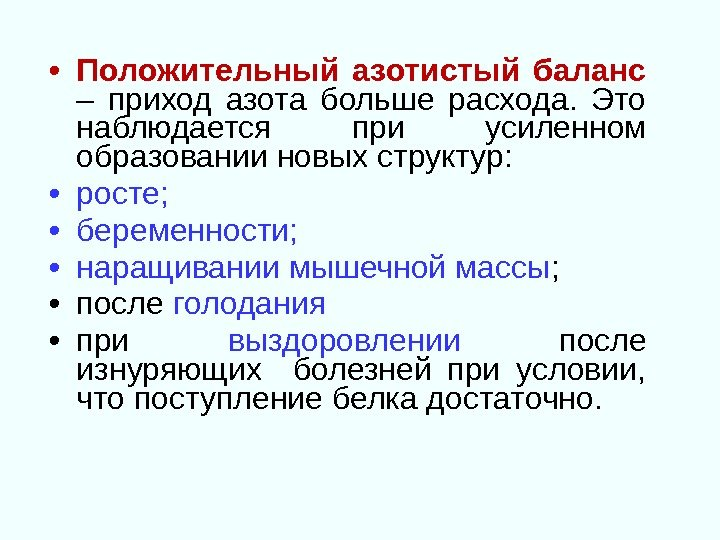 • Положительный азотистый баланс
– приход азота больше расхода. Это
наблюдается при усиленном
образовании новых структур:
• росте;
• беременности;
• наращивании мышечной массы;
• после голодания
• при выздоровлении после
изнуряющих болезней при условии,
что поступление белка достаточно.